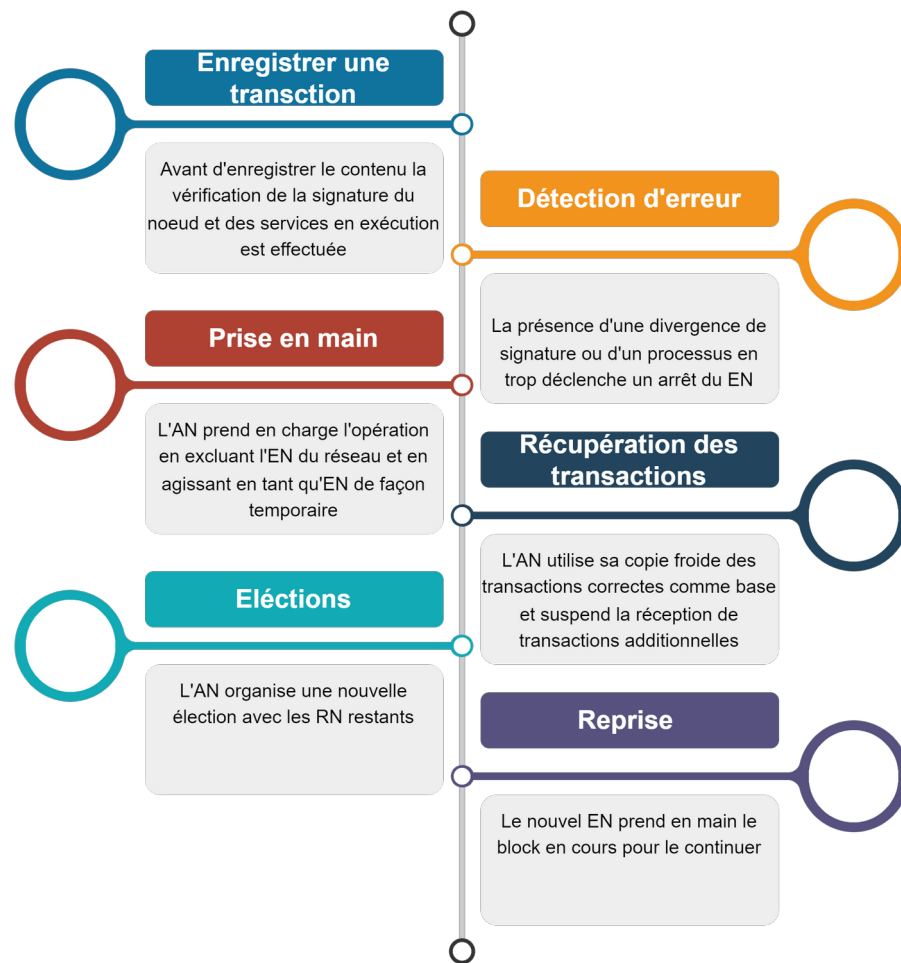 Enregistrer une
transction
Avant d'enregistrer le contenu la
vérification de la signature du
noeud et des services en exécution
est effectuée
Détection d'erreur
La présence d'une divergence de
signature ou d'un processus en
trop déclenche un arrêt du EN
Prise en main
L'AN prend en charge l'opération
en excluant l'EN du réseau et en
agissant en tant qu'EN de façon
temporaire
Récupération des
transactions
L'AN utilise sa copie froide des
transactions correctes comme base
et suspend la réception de
transactions additionnelles
Eléctions
L'AN organise une nouvelle
élection avec les RN restants
Reprise
Le nouvel EN prend en main le
block en cours pour le continuer